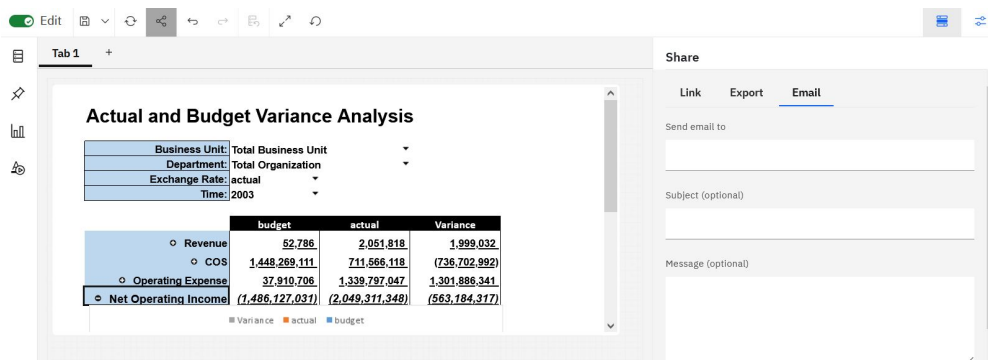 Edit
Tab 1 +
Share
Link Export Email
Send email to
Subject (optional)
Message (optional)
Actual and Budget Variance Analysis
Business Unit: Total Business Unit
Department: Total Organization
Exchange Rate: actual
Time: 2003
budget actual Variance
Revenue 52,786 2,051,818 1,999,032
COS 1,448,269,111 711,566,118 (736,702,992)
Operating Expense 37,910,706 1,339,797,047 1,301,886,341
Net Operating Income (1,486,127,031) (2,049,311,348) (563,184,317)
Variance actual budget